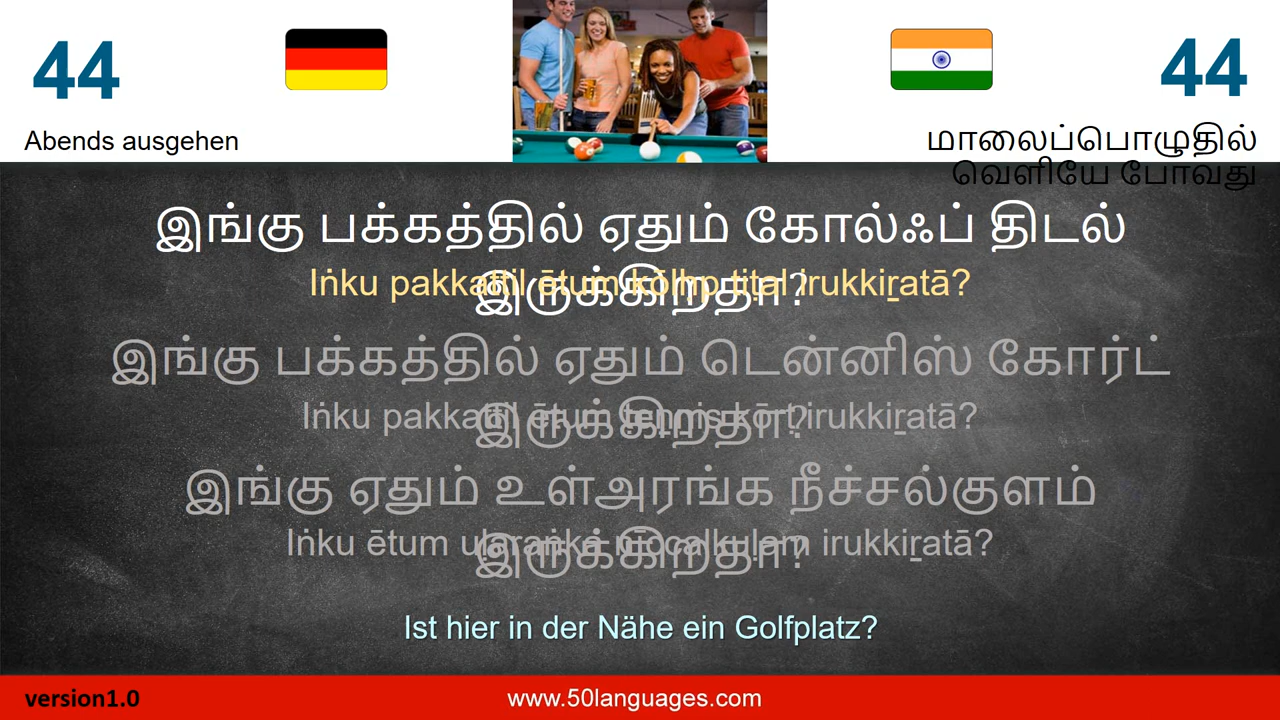 44
44
Abends ausgehen
மாலைப்பொழுதில்
வெளியே போவது
இங்கு பக்கத்தில் ஏதும் கோல்ஃப் திடல்
இருக்கிறதா?
Iṅku pakkattil ētum kōlḥp tiṭal irukkiṟatā?
இங்கு பக்கத்தில் ஏதும் டென்னிஸ் கோர்ட்
இருக்கிறதா?
Iṅku pakkattil ētum ṭeṉṉis kōrṭ irukkiṟatā?
இங்கு ஏதும் உள்அரங்க நீச்சல்குளம்
இருக்கிறதா?
Iṅku ētum uḷaraṅka nīccalkuḷam irukkiṟatā?
Ist hier in der Nähe ein Golfplatz?
version1.0
www.50languages.com